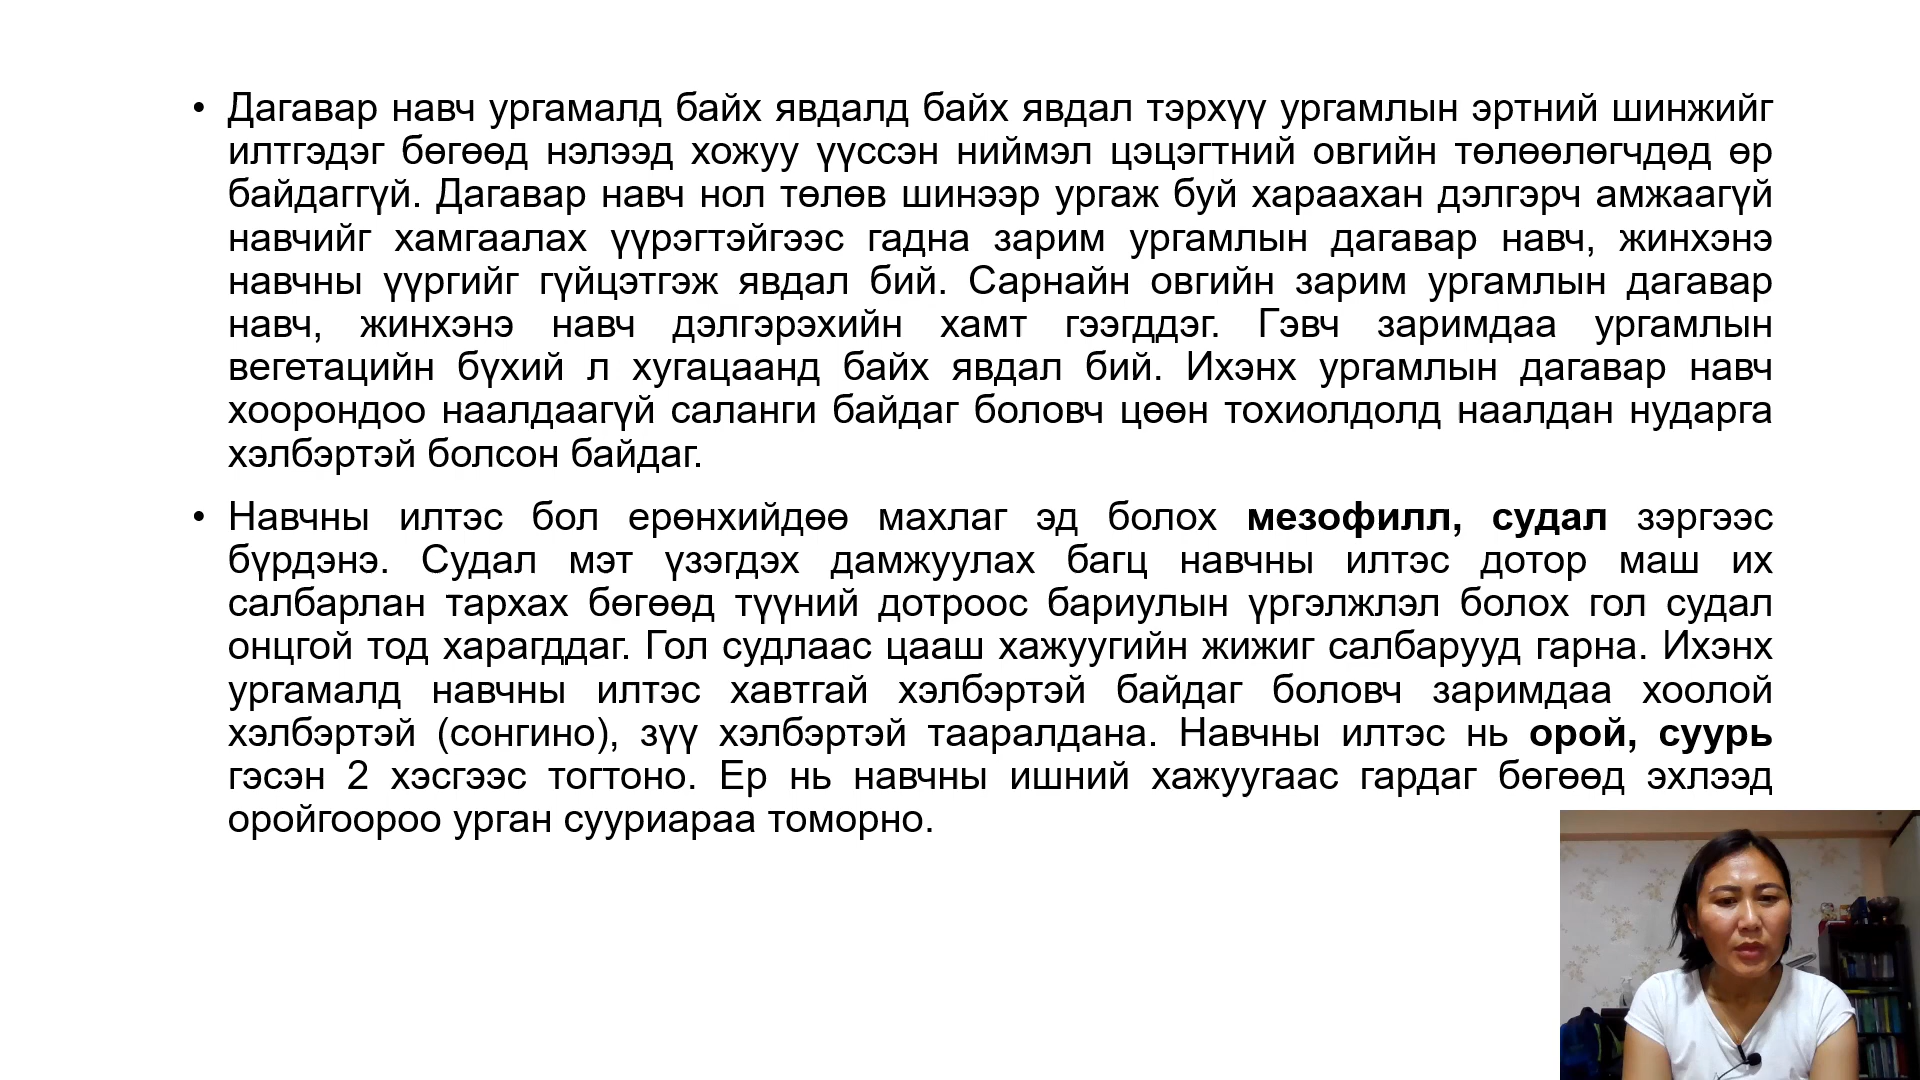 • Дагавар навч ургамалд байх явдалд байх явдал тэрхүү ургамлын эртний шинжийг
илтгэдэг бөгөөд нэлээд хожуу үүссэн ниймэл цэцэгтний овгийн төлөөлөгчдөд өр
байдаггүй. Дагавар навч нол төлөв шинээр ургаж буй хараахан дэлгэрч амжаагүй
навчийг хамгаалах үүрэгтэйгээс гадна зарим ургамлын дагавар навч, жинхэнэ
навчны үүргийг гүйцэтгэж явдал бий. Сарнайн овгийн зарим ургамлын дагавар
навч, жинхэнэ навч дэлгэрэхийн хамт гээгддэг. Гэвч заримдаа ургамлын
вегетацийн бүхий л хугацаанд байх явдал бий. Ихэнх ургамлын дагавар навч
хоорондоо наалдаагүй саланги байдаг боловч цөөн тохиолдолд наалдан нударга
хэлбэртэй болсон байдаг.
• Навчны илтэс бол ерөнхийдөө махлаг эд болох мезофилл, судал зэргээс
бүрдэнэ. Судал мэт үзэгдэх дамжуулах багц навчны илтэс дотор маш их
салбарлан тархах бөгөөд түүний дотроос бариулын үргэлжлэл болох гол судал
онцгой тод харагддаг. Гол судлаас цааш хажуугийн жижиг салбарууд гарна. Ихэнх
ургамалд навчны илтэс хавтгай хэлбэртэй байдаг боловч заримдаа хоолой
хэлбэртэй (сонгино), зүү хэлбэртэй тааралдана. Навчны илтэс нь орой, суурь
гэсэн 2 хэсгээс тогтоно. Ер нь навчны ишний хажуугаас гардаг бөгөөд эхлээд
оройгоороо урган сууриараа томорно.